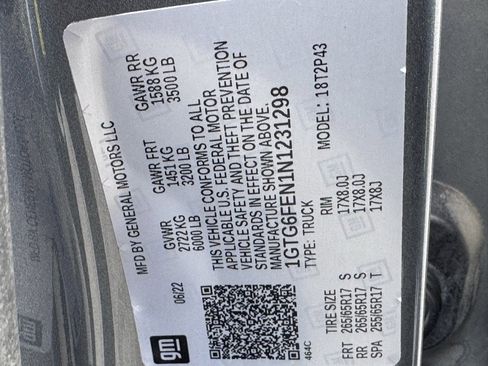 MFD BY GENERAL MOTORS LLC
06/22
GVWR
2722 KG
6000 LB
GAWR FRT
1451 KG
3200 LB
GAWR RR
1588 KG
3500 LB
THIS VEHICLE CONFORMS TO ALL
APPLICABLE U.S. FEDERAL MOTOR
VEHICLE SAFETY AND THEFT PREVENTION
STANDARDS IN EFFECT ON THE DATE OF
MANUFACTURE SHOWN ABOVE.
1GTG6FEN1N1231298
TYPE: TRUCK
MODEL: 18T2P43
464C
TIRE SIZE RIM
FRT 265/65R17 S 17X8.0J
RR 265/65R17 S 17X8.0J
SPA 255/65R17 T 17X8J
gm